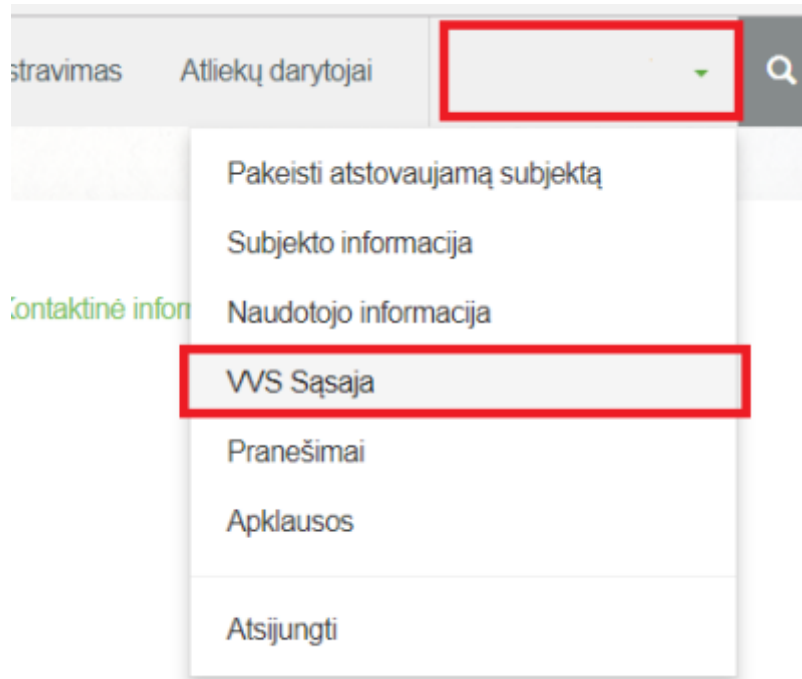 stravimas Atliekų darytojai
Pakeisti atstovaujamą subjektą
Subjekto informacija
Kontaktinė infor
Naudotojo informacija
VVS Sąsaja
Pranešimai
Apklausos
Atsijungti